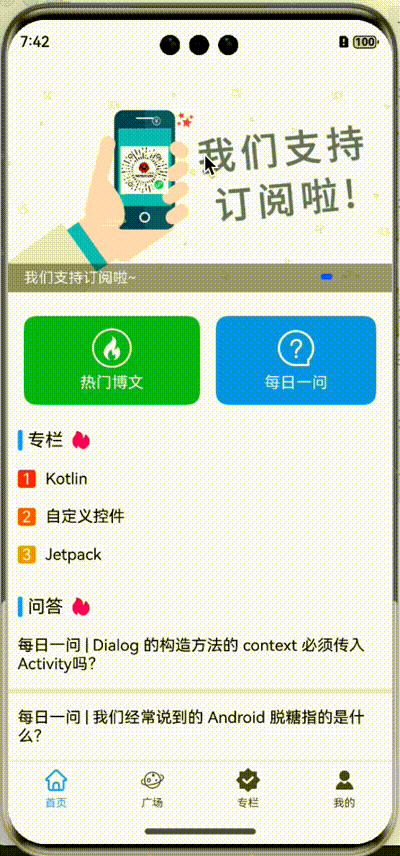 7:42
100
我们支持
订阅啦!
我们支持订阅啦~
热门博文
每日一问
专栏
1 Kotlin
2 自定义控件
3 Jetpack
问答
每日一问 | Dialog 的构造方法的 context 必须传入
Activity吗?
每日一问 | 我们经常说到的 Android 脱糖指的是什
么?
首页
广场
专栏
我的